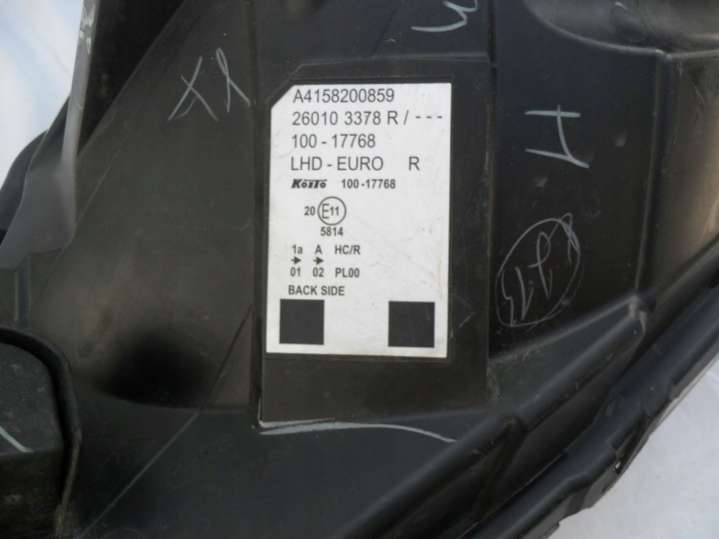 A4158200859
26010 3378 R / - - -
100 - 17768
LHD - EURO R
KOITO 100-17768
20 E11
5814
1a A HC/R
01 02 PL00
BACK SIDE
H